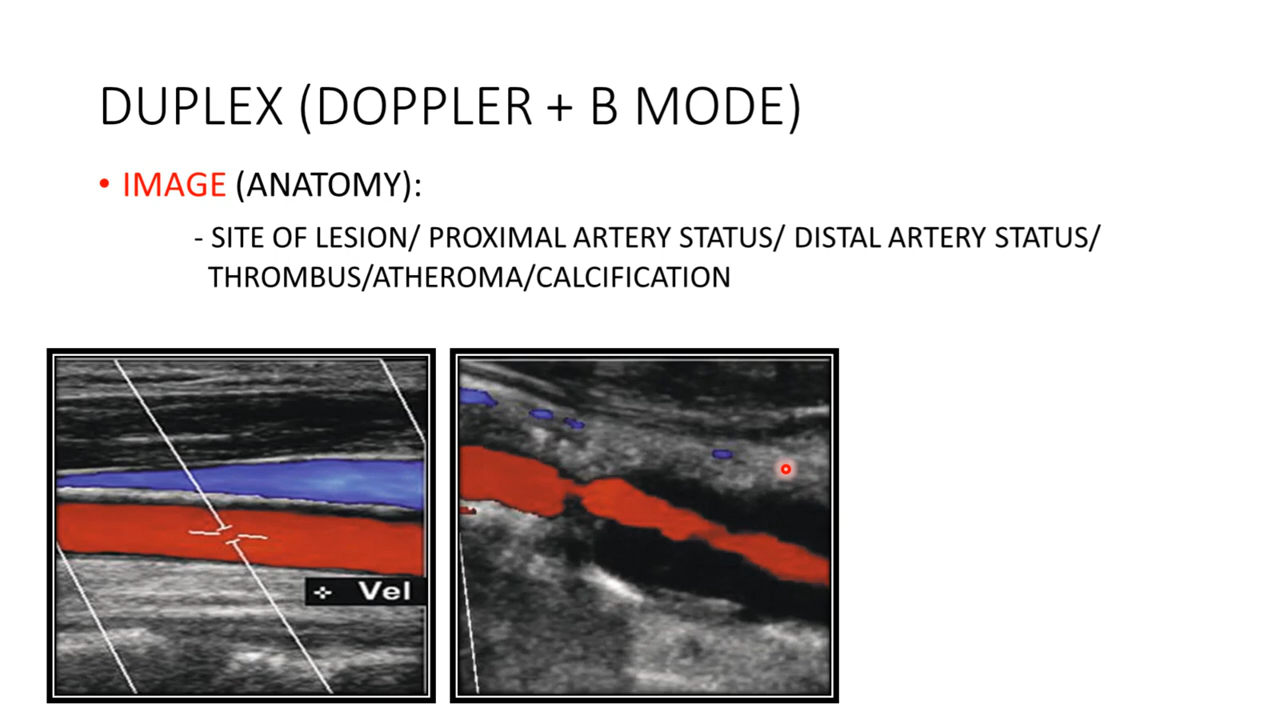 DUPLEX (DOPPLER + B MODE)
• IMAGE (ANATOMY):
- SITE OF LESION/ PROXIMAL ARTERY STATUS/ DISTAL ARTERY STATUS/
THROMBUS/ATHEROMA/CALCIFICATION
Vel